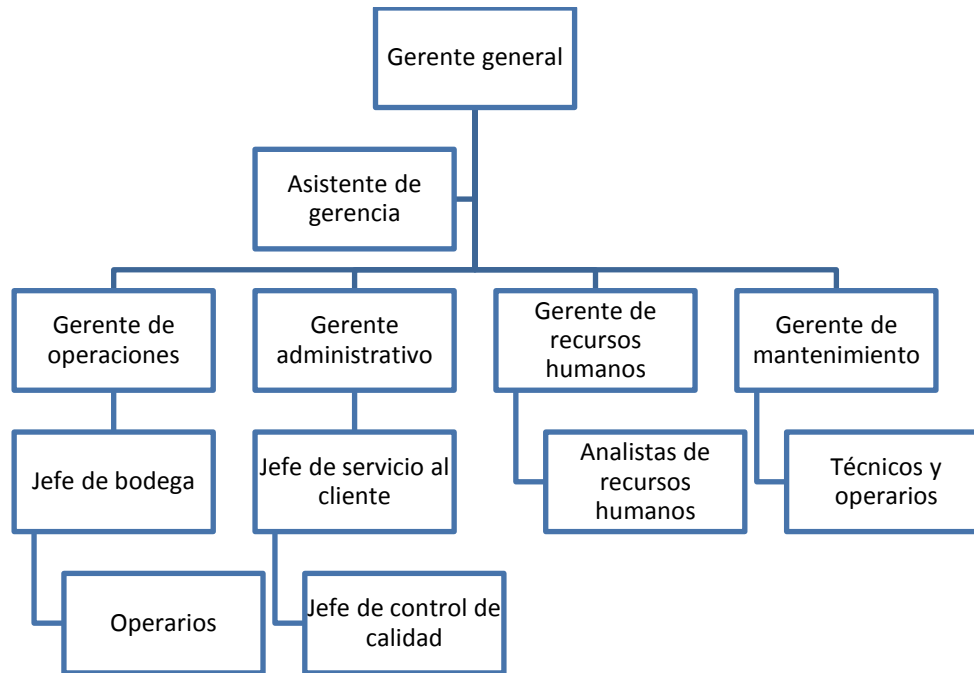 Gerente general
Asistente de
gerencia
Gerente de
operaciones
Gerente
administrativo
Gerente de
recursos
humanos
Gerente de
mantenimiento
Jefe de bodega
Jefe de servicio al
cliente
Analistas de
recursos
humanos
Técnicos y
operarios
Operarios
Jefe de control de
calidad